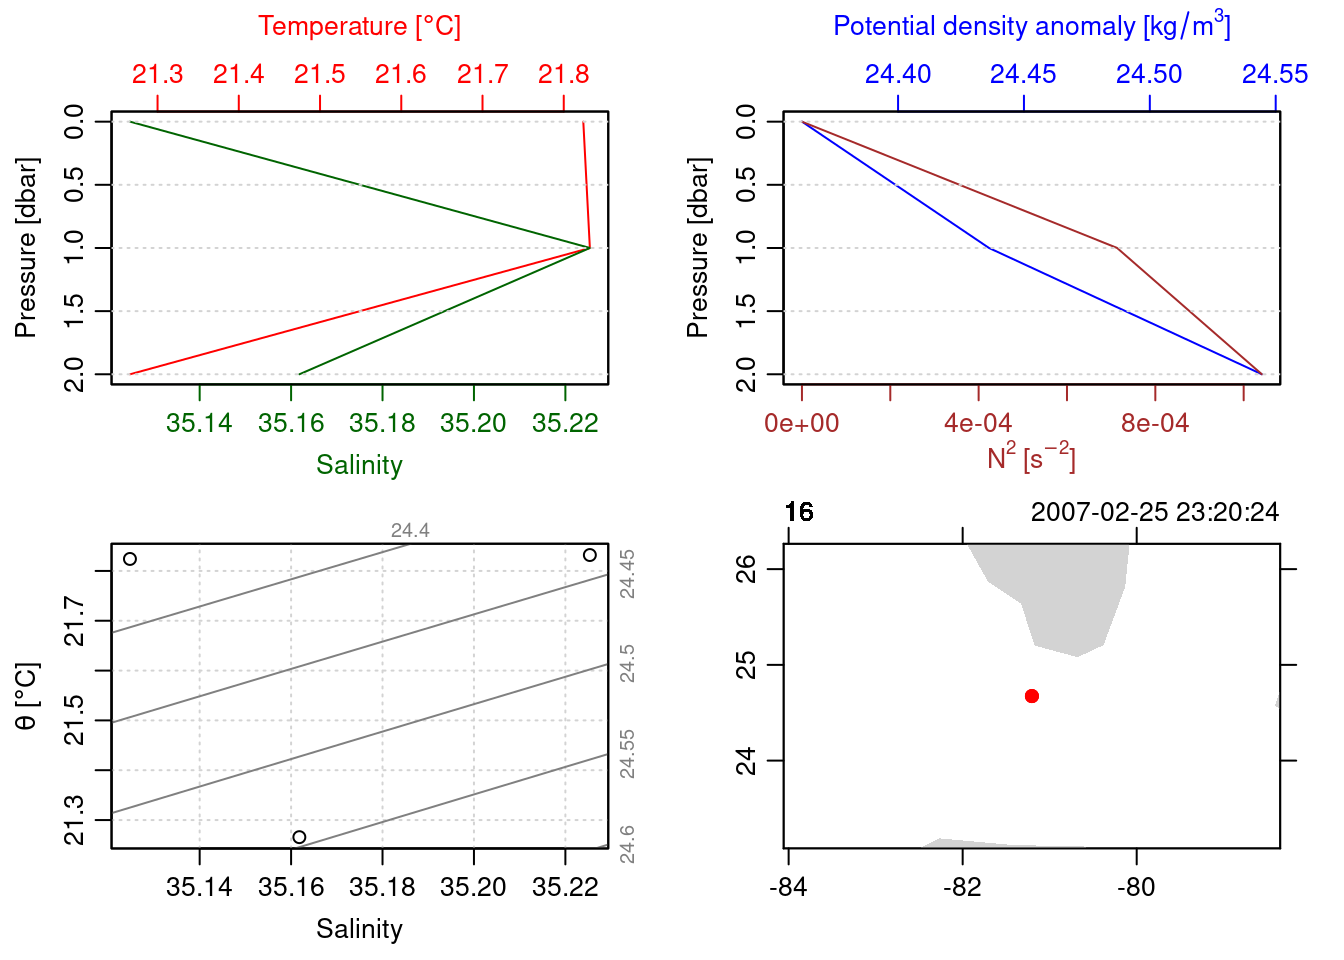 Temperature [°C]
21.3 21.4 21.5 21.6 21.7 21.8
Pressure [dbar]
0.0 0.5 1.0 1.5 2.0
35.14 35.16 35.18 35.20 35.22
Salinity
Potential density anomaly [kg/m³]
24.40 24.45 24.50 24.55
Pressure [dbar]
0.0 0.5 1.0 1.5 2.0
0e+00 4e-04 8e-04
N² [s⁻²]
24.4
24.45
24.5
24.55
24.6
θ [°C]
21.3 21.5 21.7
35.14 35.16 35.18 35.20 35.22
Salinity
16 2007-02-25 23:20:24
26
25
24
-84 -82 -80